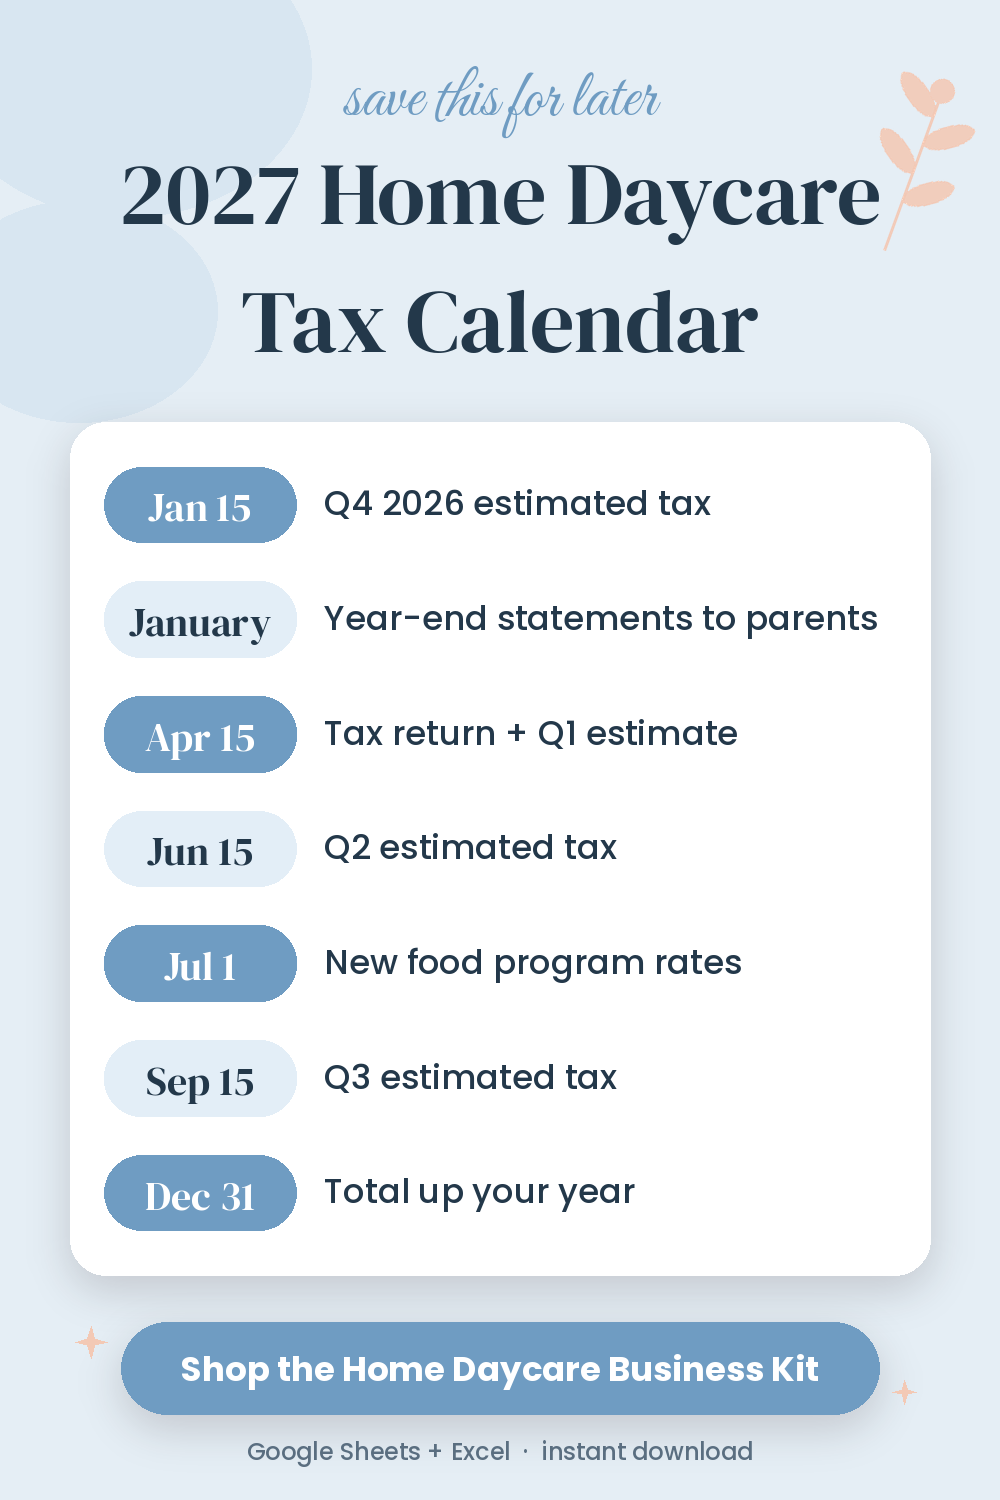 save this for later
2027 Home Daycare
Tax Calendar
Jan 15 Q4 2026 estimated tax
January Year-end statements to parents
Apr 15 Tax return + Q1 estimate
Jun 15 Q2 estimated tax
Jul 1 New food program rates
Sep 15 Q3 estimated tax
Dec 31 Total up your year
Shop the Home Daycare Business Kit
Google Sheets + Excel · instant download